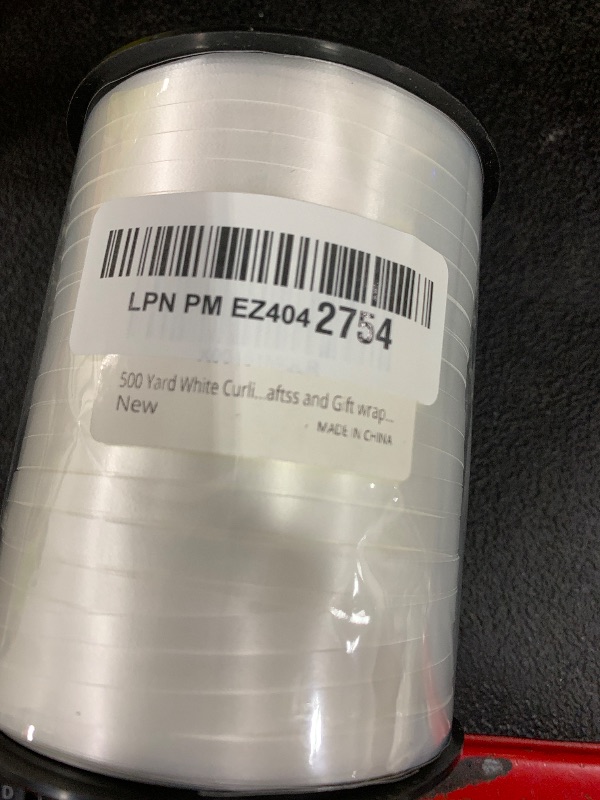 LPN PM EZ404 2754
500 Yard White Curli...aftss and Gift wrap...
New
MADE IN CHINA